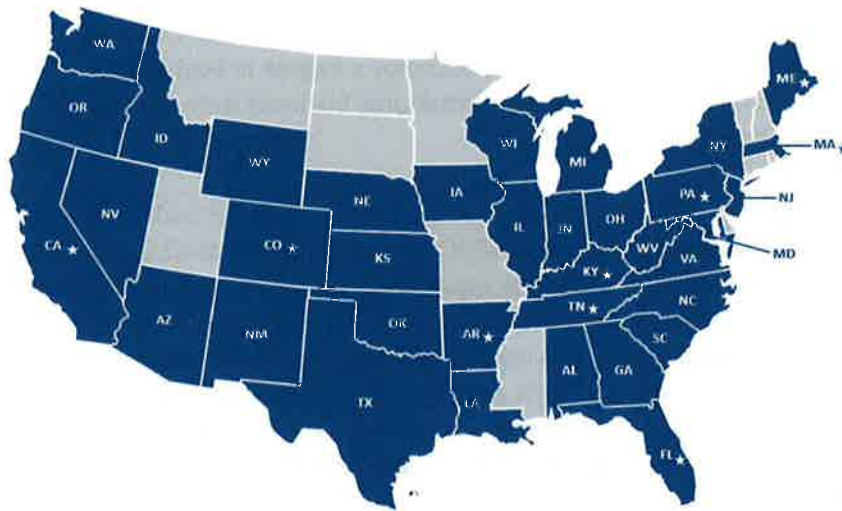 WA
ME ★
OR
ID
WI
NY
MA ★
WY
MI
NE
IA
PA ★
NJ
NV
IL
IN
OH
CA ★
CO ★
KS
WV
VA
MD
KY ★
AZ
NM
OK
TN ★
NC
AR ★
SC
TX
LA
AL
GA
FL ★